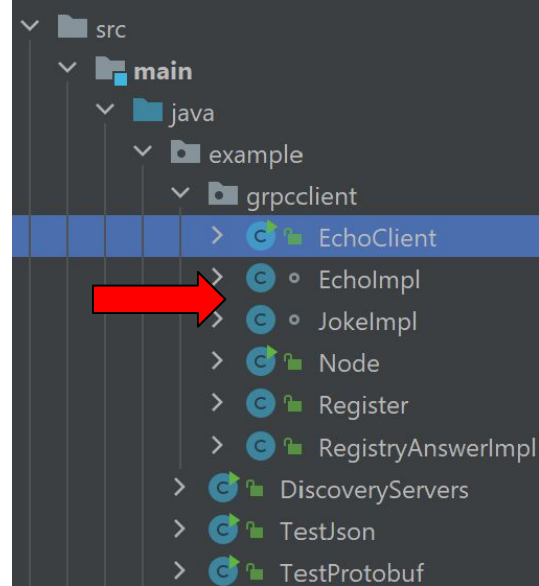 src
main
java
example
grpcclient
EchoClient
EchoImpl
JokeImpl
Node
Register
RegistryAnswerImpl
DiscoveryServers
TestJson
TestProtobuf